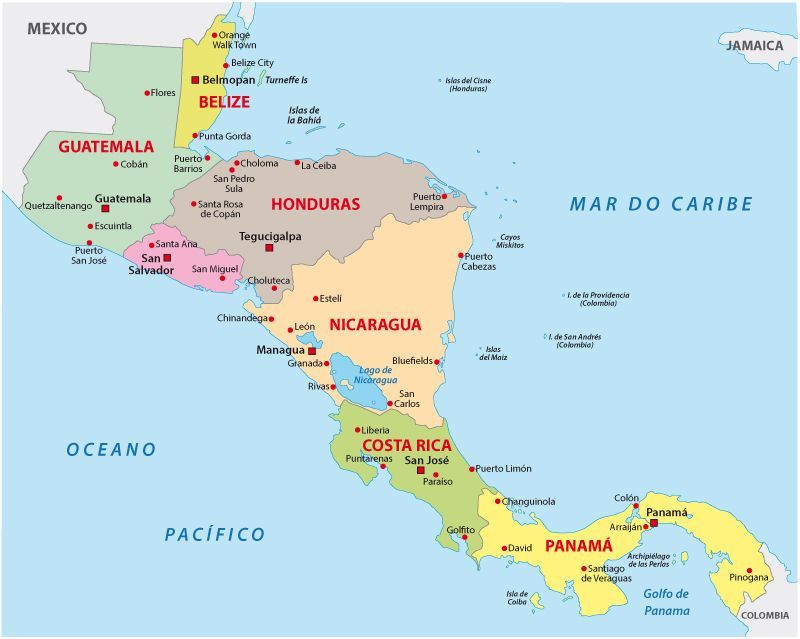 MEXICO
Orange
Walk Town
JAMAICA
Belize City
Belmopan
Turneffe Is
Islas del Cisne
(Honduras)
Flores
BELIZE
Islas de
la Bahiá
Punta Gorda
GUATEMALA
Cobán
Puerto
Barrios
Choloma
La Ceiba
San Pedro
Sula
Quetzaltenango
Guatemala
Santa Rosa
de Copán
HONDURAS
Puerto
Lempira
MAR DO CARIBE
Escuintla
Tegucigalpa
Cayos
Miskitos
Puerto
San José
Santa Ana
San
Salvador
San Miguel
Puerto
Cabezas
Choluteca
Estelí
I. de la Providencia
(Colombia)
Chinandega
León
NICARAGUA
I. de San Andrés
(Colombia)
Managua
Granada
Bluefields
Islas
del Maiz
Lago de
Nicaragua
Rivas
San
Carlos
Liberia
OCEANO
COSTA RICA
Puntarenas
San José
Puerto Limón
Paraíso
Changuinola
Colón
Panamá
Arraiján
PACÍFICO
Golfito
David
PANAMÁ
Archipiélago
de las Perlas
Santiago
de Veraguas
Pinogana
Isla de
Coiba
Golfo de
Panama
COLOMBIA